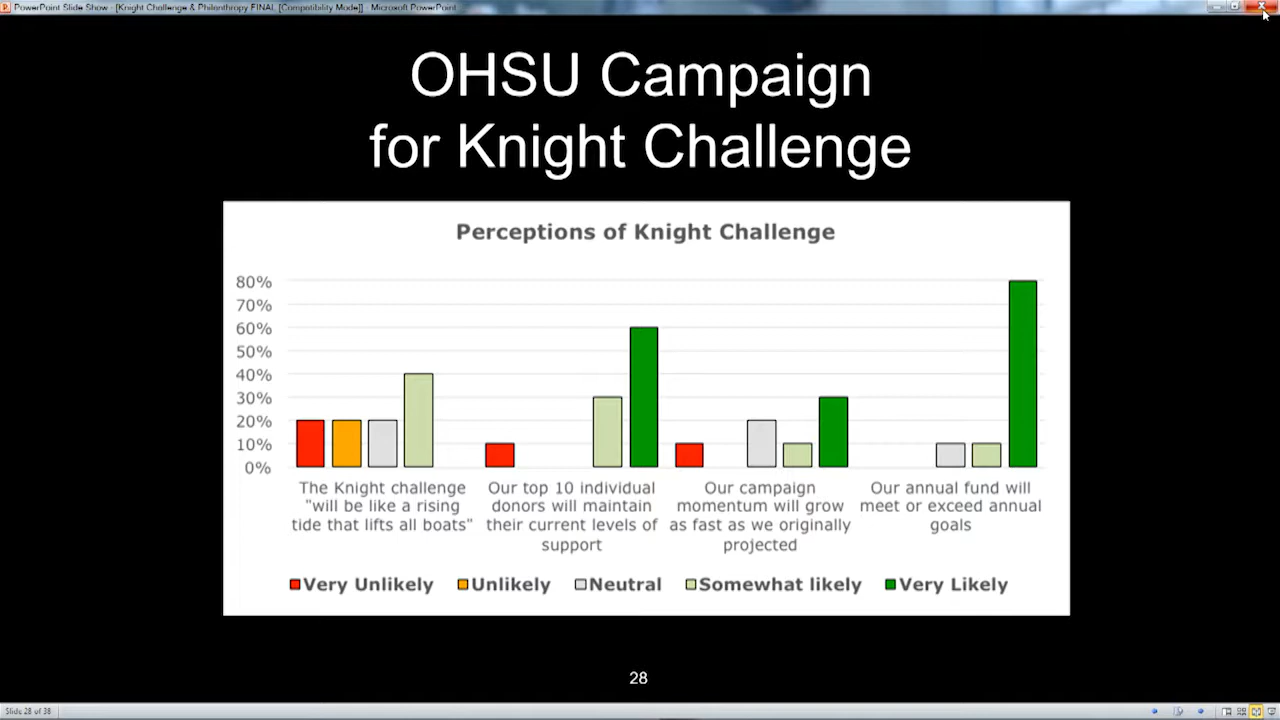 PowerPoint Slide Show - [Knight Challenge & Philanthropy FINAL [Compatibility Mode]] - Microsoft PowerPoint
OHSU Campaign
for Knight Challenge
Perceptions of Knight Challenge
80%
70%
60%
50%
40%
30%
20%
10%
0%
The Knight challenge
"will be like a rising
tide that lifts all boats"
Our top 10 individual
donors will maintain
their current levels of
support
Our campaign
momentum will grow
as fast as we originally
projected
Our annual fund will
meet or exceed annual
goals
Very Unlikely Unlikely Neutral Somewhat likely Very Likely
28
Slide 28 of 38